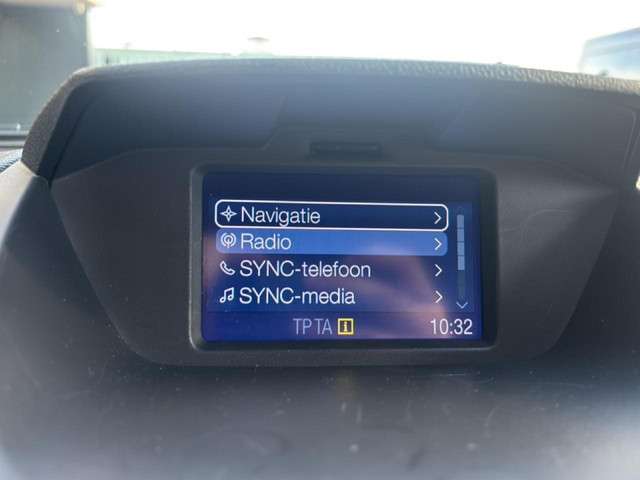 Navigatie
Radio
SYNC-telefoon
SYNC-media
TP TA i 10:32